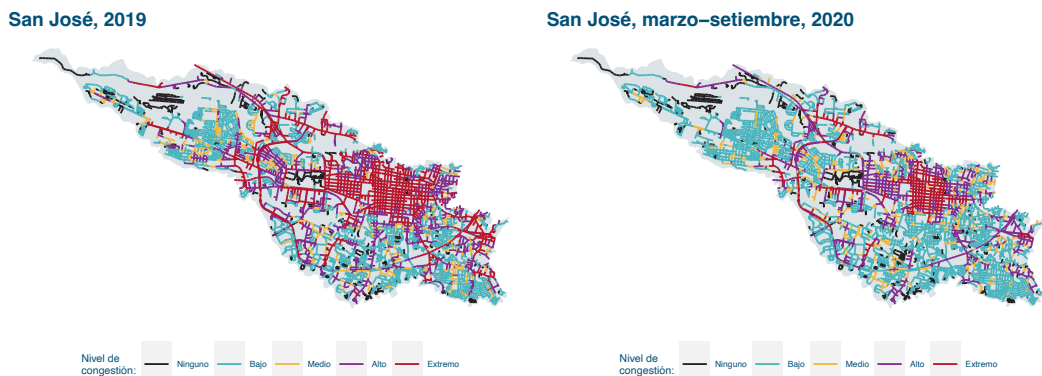 San José, 2019
San José, marzo–setiembre, 2020
Nivel de
congestión: Ninguno Bajo Medio Alto Extremo
Nivel de
congestión: Ninguno Bajo Medio Alto Extremo